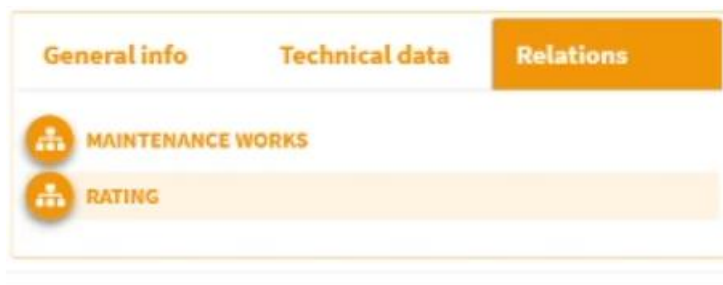 General info Technical data Relations
MAINTENANCE WORKS
RATING